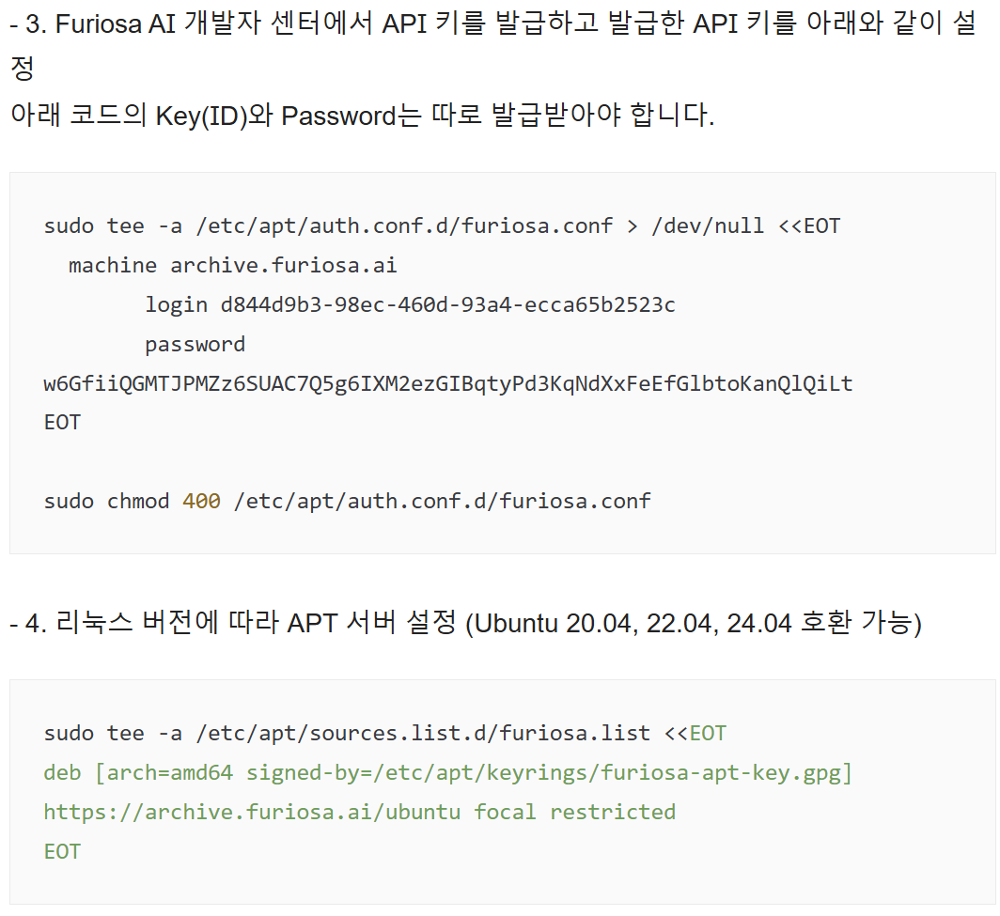 - 3. Furiosa AI 개발자 센터에서 API 키를 발급하고 발급한 API 키를 아래와 같이 설
정
아래 코드의 Key(ID)와 Password는 따로 발급받아야 합니다.
sudo tee -a /etc/apt/auth.conf.d/furiosa.conf > /dev/null <<EOT
machine archive.furiosa.ai
login d844d9b3-98ec-460d-93a4-ecca65b2523c
password
w6GfiiQGMTJPMZz6SUAC7Q5g6IXM2ezGIBqtyPd3KqNdXxFeEfGlbtoKanQlQiLt
EOT
sudo chmod 400 /etc/apt/auth.conf.d/furiosa.conf
- 4. 리눅스 버전에 따라 APT 서버 설정 (Ubuntu 20.04, 22.04, 24.04 호환 가능)
sudo tee -a /etc/apt/sources.list.d/furiosa.list <<EOT
deb [arch=amd64 signed-by=/etc/apt/keyrings/furiosa-apt-key.gpg]
https://archive.furiosa.ai/ubuntu focal restricted
EOT